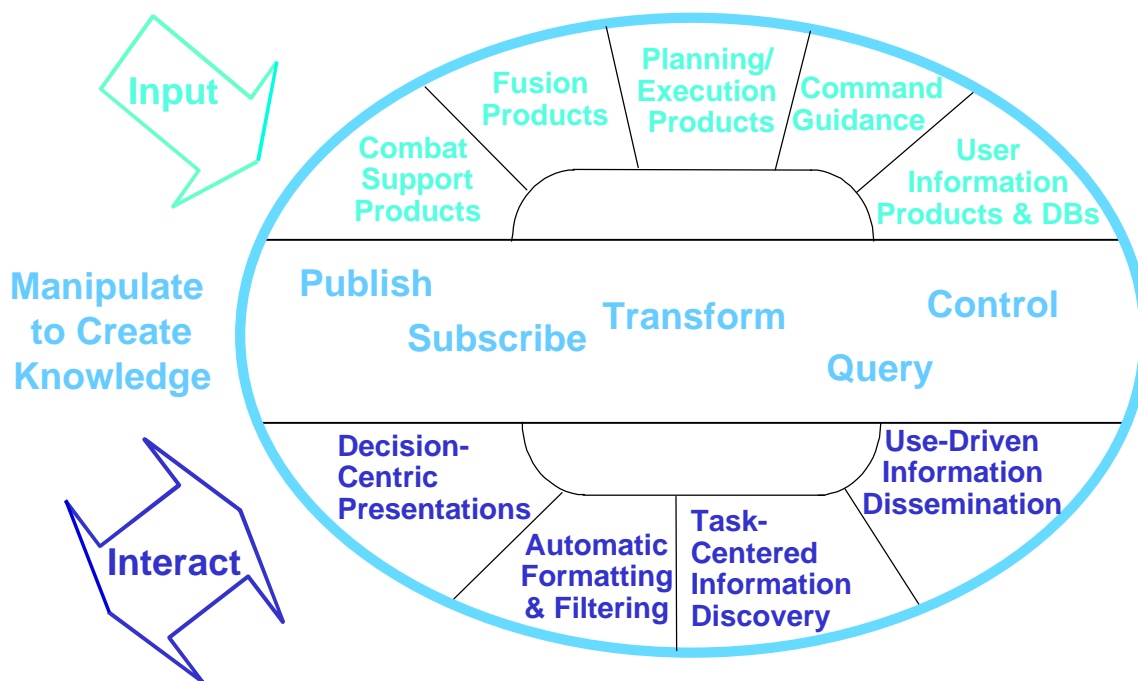 Input
Combat
Support
Products
Fusion
Products
Planning/
Execution
Products
Command
Guidance
User
Information
Products & DBs
Manipulate
to Create
Knowledge
Publish
Subscribe
Transform
Query
Control
Interact
Decision-
Centric
Presentations
Automatic
Formatting
& Filtering
Task-
Centered
Information
Discovery
Use-Driven
Information
Dissemination